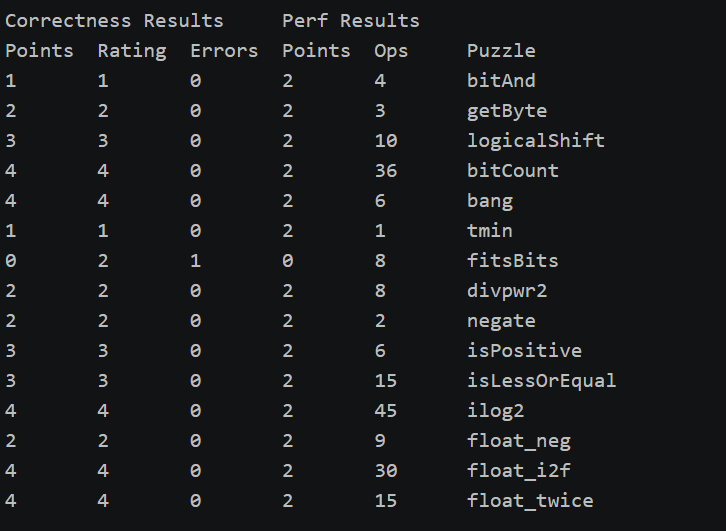 Correctness Results     Perf Results
Points  Rating  Errors  Points  Ops     Puzzle
1       1       0       2       4       bitAnd
2       2       0       2       3       getByte
3       3       0       2       10      logicalShift
4       4       0       2       36      bitCount
4       4       0       2       6       bang
1       1       0       2       1       tmin
0       2       1       0       8       fitsBits
2       2       0       2       8       divpwr2
2       2       0       2       2       negate
3       3       0       2       6       isPositive
3       3       0       2       15      isLessOrEqual
4       4       0       2       45      ilog2
2       2       0       2       9       float_neg
4       4       0       2       30      float_i2f
4       4       0       2       15      float_twice